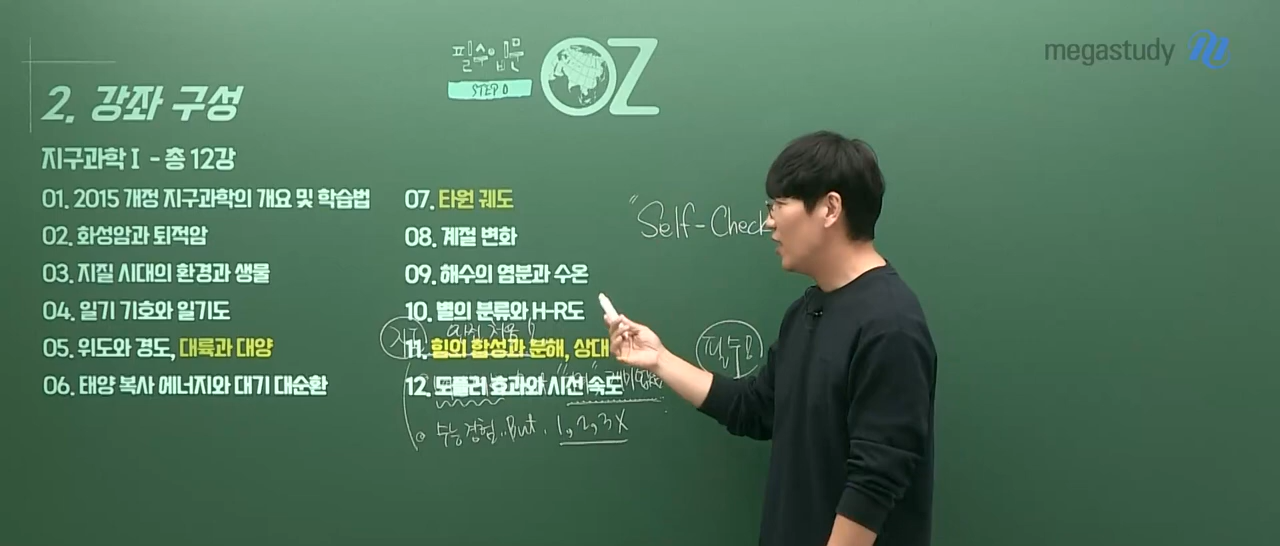 megastudy
필수입문
STEP 0
OZ
2. 강좌 구성
지구과학 I - 총 12강
01. 2015 개정 지구과학의 개요 및 학습법
02. 화성암과 퇴적암
03. 지질 시대의 환경과 생물
04. 일기 기호와 일기도
05. 위도와 경도, 대륙과 대양
06. 태양 복사 에너지와 대기 대순환
07. 타원 궤도
08. 계절 변화
09. 해수의 염분과 수온
10. 별의 분류와 H-R도
11. 힘의 합성과 분해, 상대
12. 도플러 효과와 시선 속도
"Self-Check
필수요
수능경험.. But. 1, 2, 3 X